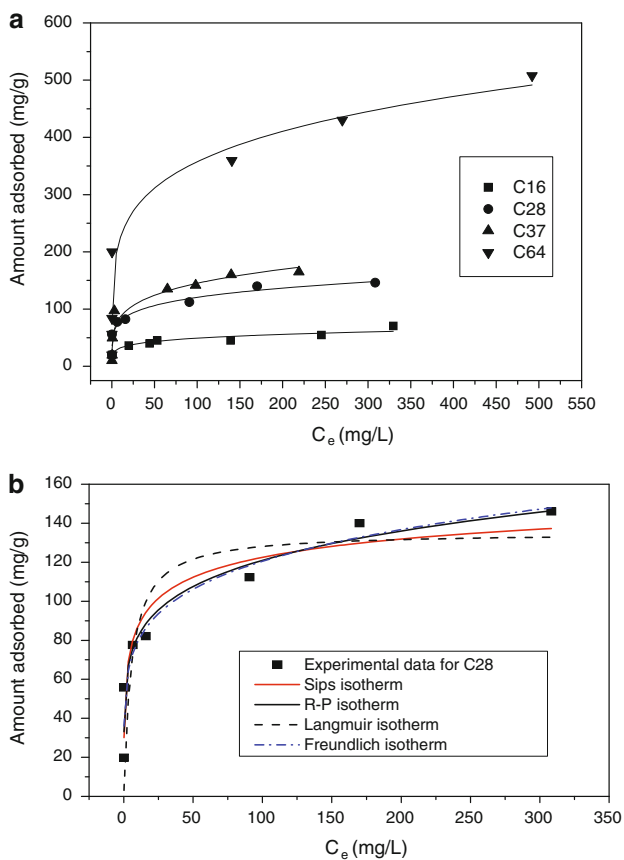 a
600
500
400
300
200
100
0
Amount adsorbed (mg/g)
C16
C28
C37
C64
0 50 100 150 200 250 300 350 400 450 500 550
Ce (mg/L)
b
160
140
120
100
80
60
40
20
0
Amount adsorbed (mg/g)
Experimental data for C28
Sips isotherm
R-P isotherm
Langmuir isotherm
Freundlich isotherm
0 50 100 150 200 250 300 350
Ce (mg/L)